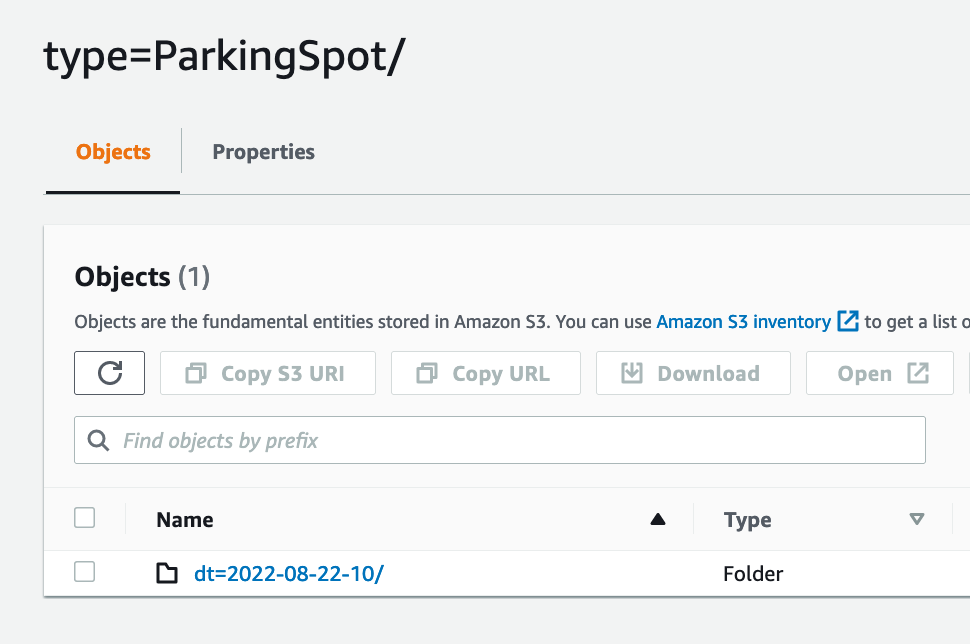 type=ParkingSpot/
Objects Properties
Objects (1)
Objects are the fundamental entities stored in Amazon S3. You can use Amazon S3 inventory to get a list
Copy S3 URI Copy URL Download Open
Find objects by prefix
Name Type
dt=2022-08-22-10/ Folder